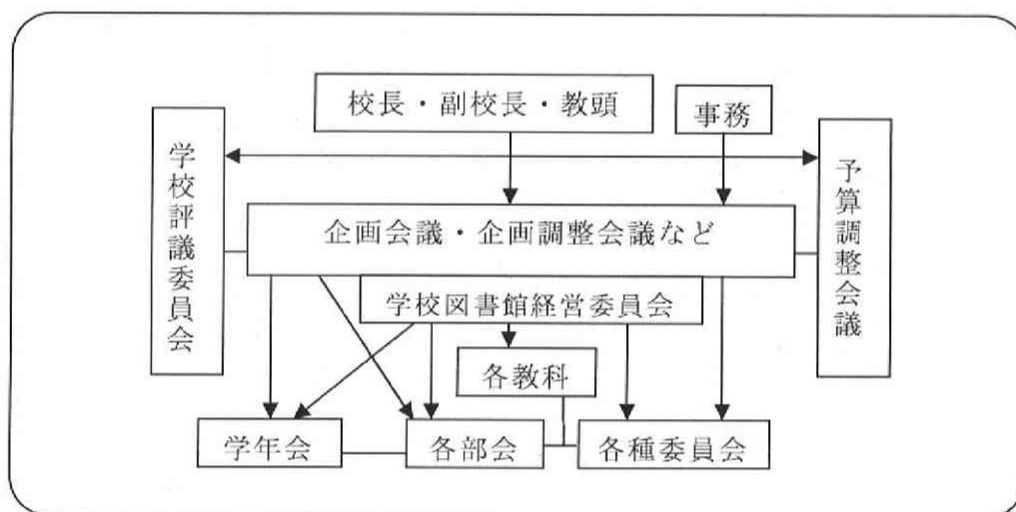 校長・副校長・教頭
事務
学校評議委員会
予算調整会議
企画会議・企画調整会議など
学校図書館経営委員会
各教科
学年会
各部会
各種委員会